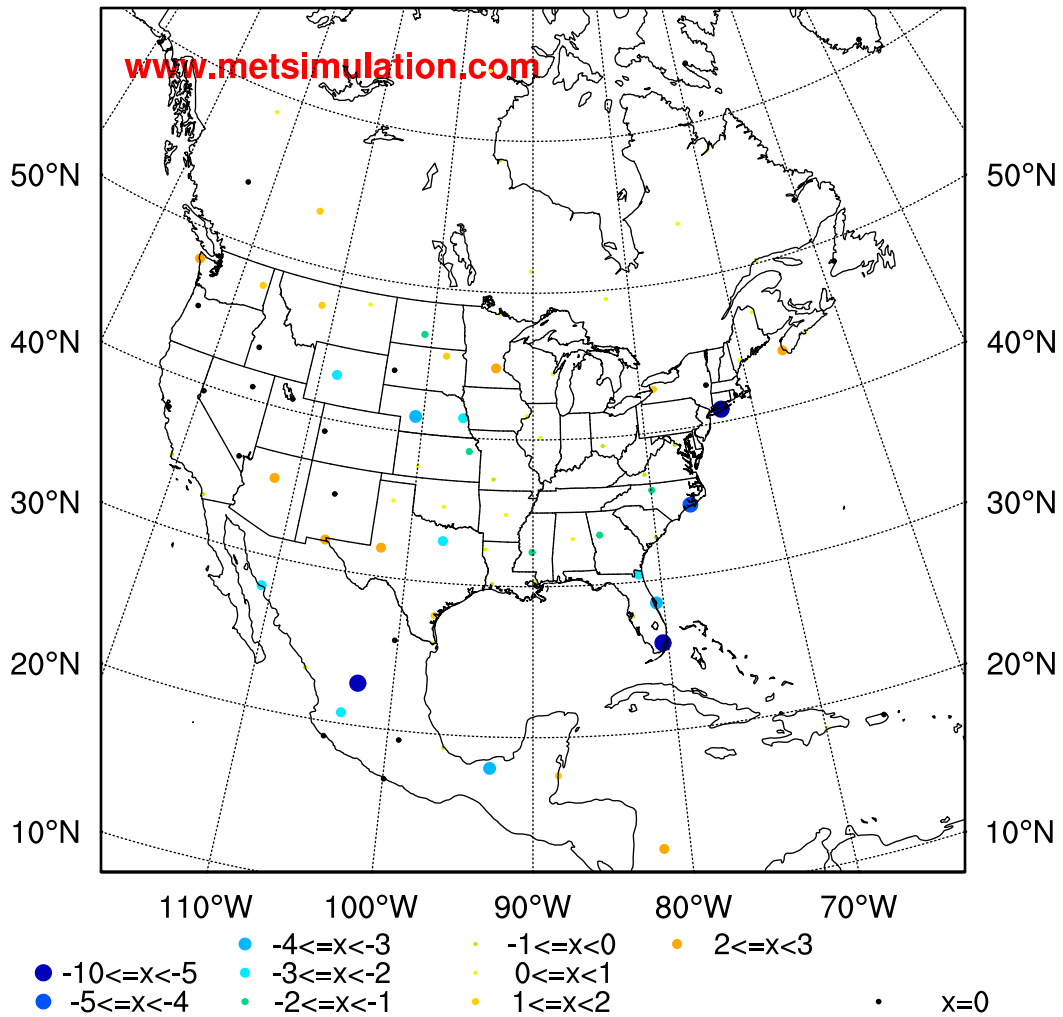 www.metsimulation.com
50°N 50°N
40°N 40°N
30°N 30°N
20°N 20°N
10°N 10°N
110°W 100°W 90°W 80°W 70°W
-4<=x<-3 -1<=x<0 2<=x<3
-10<=x<-5 -3<=x<-2 0<=x<1
-5<=x<-4 -2<=x<-1 1<=x<2 x=0